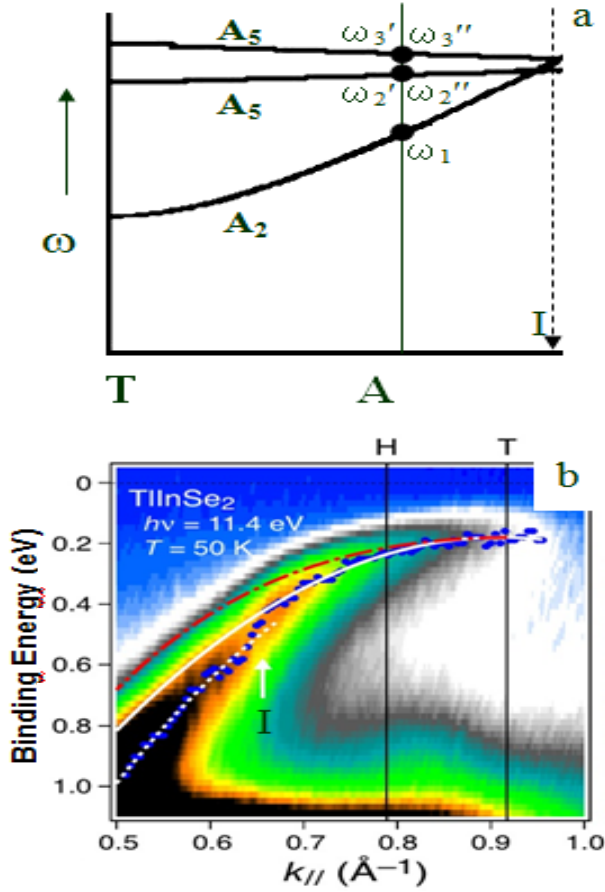 a
A₅
ω₃′
ω₃″
A₅
ω₂′
ω₂″
ω₁
A₂
ω
I
T
A
b
H
T
TlInSe₂
hν = 11.4 eV
T = 50 K
I
Binding Energy (eV)
0
0.2
0.4
0.6
0.8
1.0
0.5
0.6
0.7
0.8
0.9
1.0
k// (Å⁻¹)